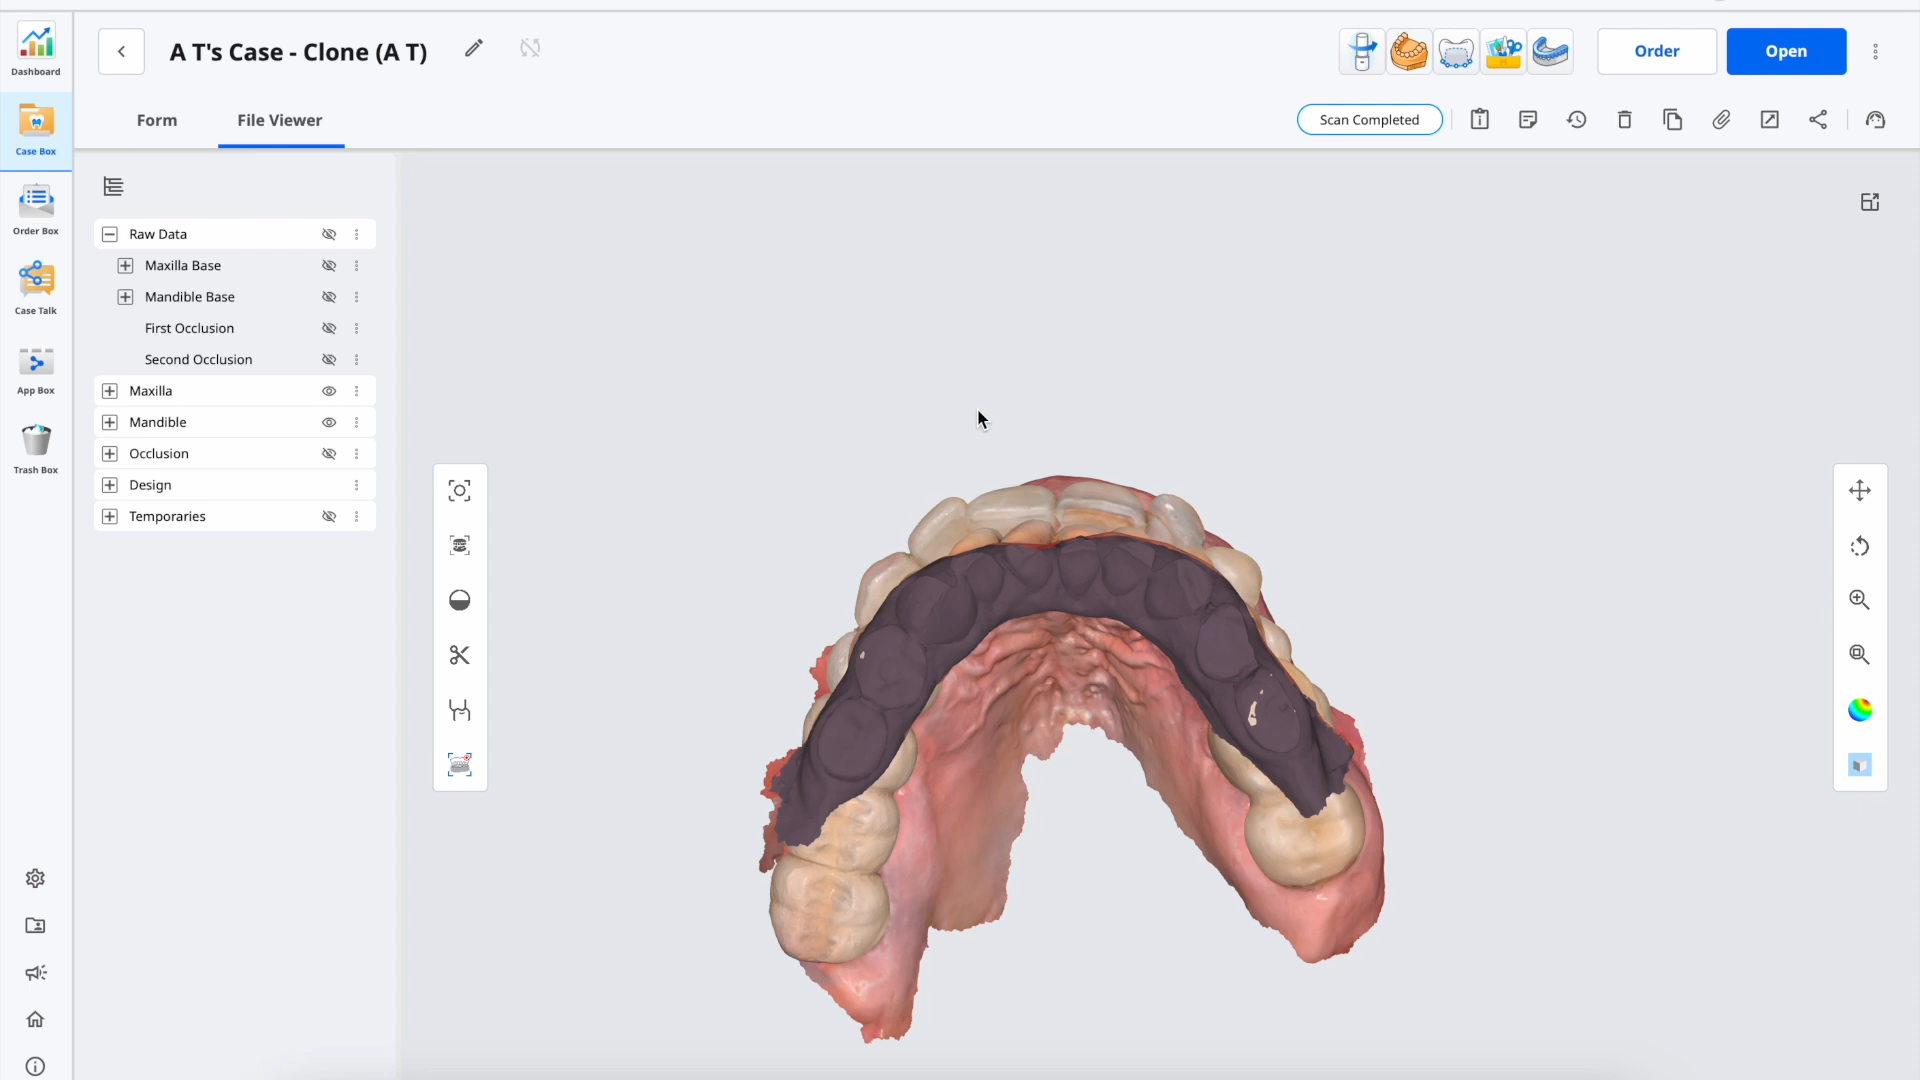 A T's Case - Clone (A T)
Order
Open
Dashboard
Form
File Viewer
Scan Completed
Case Box
Order Box
Case Talk
App Box
Trash Box
Raw Data
Maxilla Base
Mandible Base
First Occlusion
Second Occlusion
Maxilla
Mandible
Occlusion
Design
Temporaries